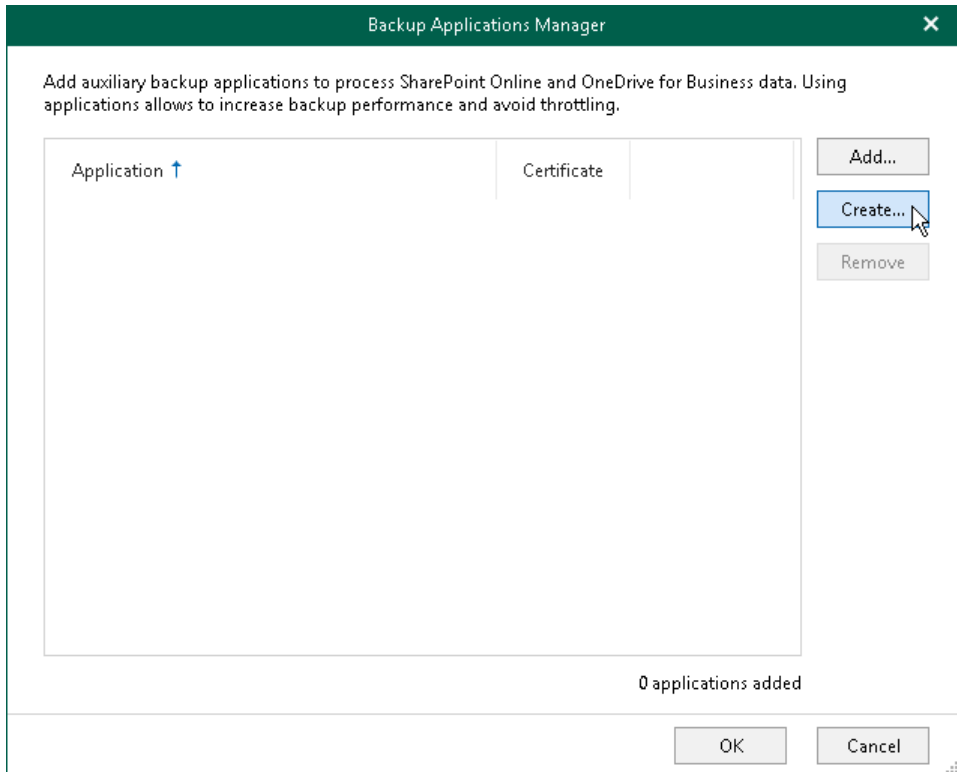 Backup Applications Manager
Add auxiliary backup applications to process SharePoint Online and OneDrive for Business data. Using
applications allows to increase backup performance and avoid throttling.
Application Certificate
Add...
Create...
Remove
0 applications added
OK Cancel